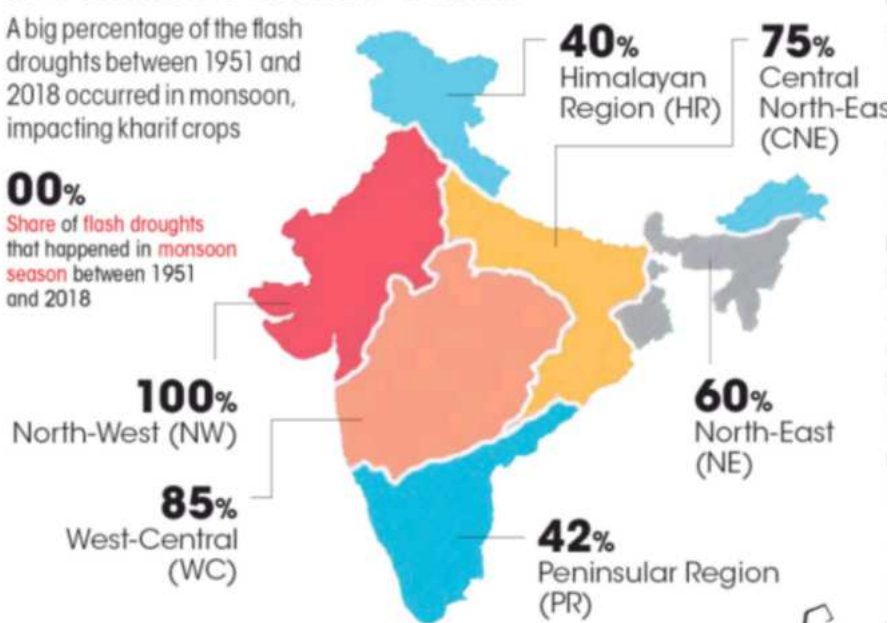 A big percentage of the flash
droughts between 1951 and
2018 occurred in monsoon,
impacting kharif crops
00%
Share of flash droughts
that happened in monsoon
season between 1951
and 2018
40%
Himalayan
Region (HR)
75%
Central
North-Eas
(CNE)
100%
North-West (NW)
85%
West-Central
(WC)
60%
North-East
(NE)
42%
Peninsular Region
(PR)